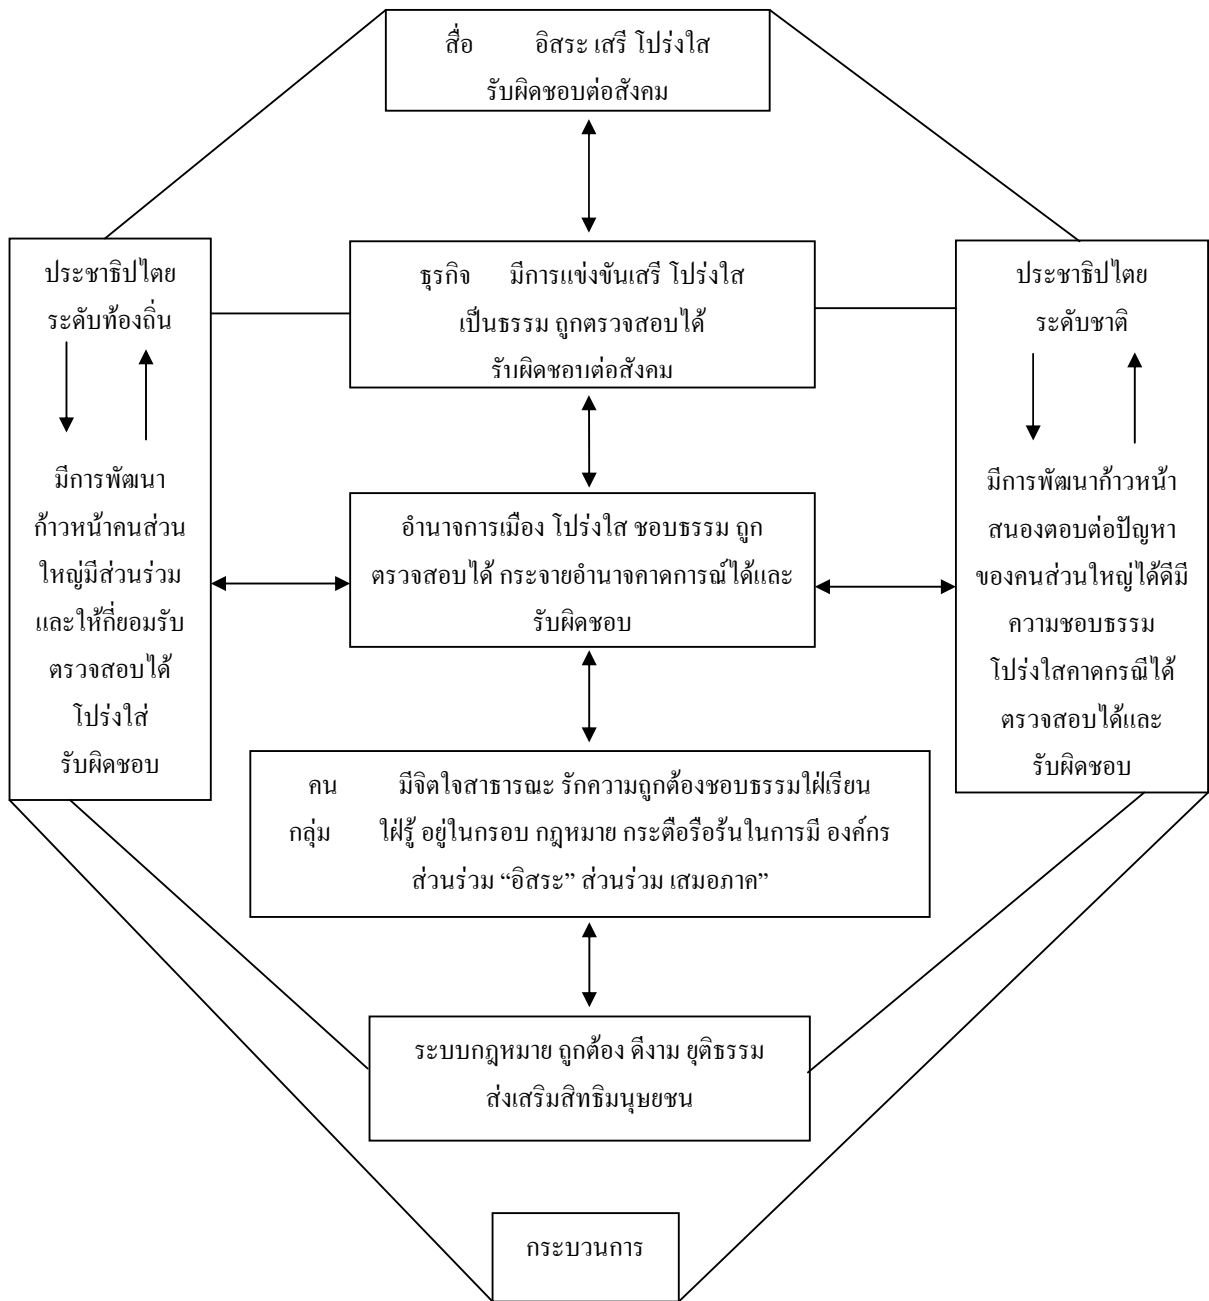 สื่อ อิสระ เสรี โปร่งใส
รับผิดชอบต่อสังคม
ประชาธิปไตย
ระดับท้องถิ่น
มีการพัฒนา
ก้าวหน้าคนส่วน
ใหญ่มีส่วนร่วม
และให้กี่ยอมรับ
ตรวจสอบได้
โปร่งใส่
รับผิดชอบ
ธุรกิจ มีการแข่งขันเสรี โปร่งใส
เป็นธรรม ถูกตรวจสอบได้
รับผิดชอบต่อสังคม
อำนาจการเมือง โปร่งใส ชอบธรรม ถูก
ตรวจสอบได้ กระจายอำนาจคาดการณ์ได้และ
รับผิดชอบ
คน มีจิตใจสาธารณะ รักความถูกต้องชอบธรรมใฝ่เรียน
กลุ่ม ใฝ่รู้ อยู่ในกรอบ กฎหมาย กระตือรือร้นในการมี องค์กร
ส่วนร่วม “อิสระ” ส่วนร่วม เสมอภาค”
ระบบกฎหมาย ถูกต้อง ดีงาม ยุติธรรม
ส่งเสริมสิทธิมนุษยชน
ประชาธิปไตย
ระดับชาติ
มีการพัฒนาก้าวหน้า
สนองตอบต่อปัญหา
ของคนส่วนใหญ่ได้ดีมี
ความชอบธรรม
โปร่งใสคาดกรณีได้
ตรวจสอบได้และ
รับผิดชอบ
กระบวนการ